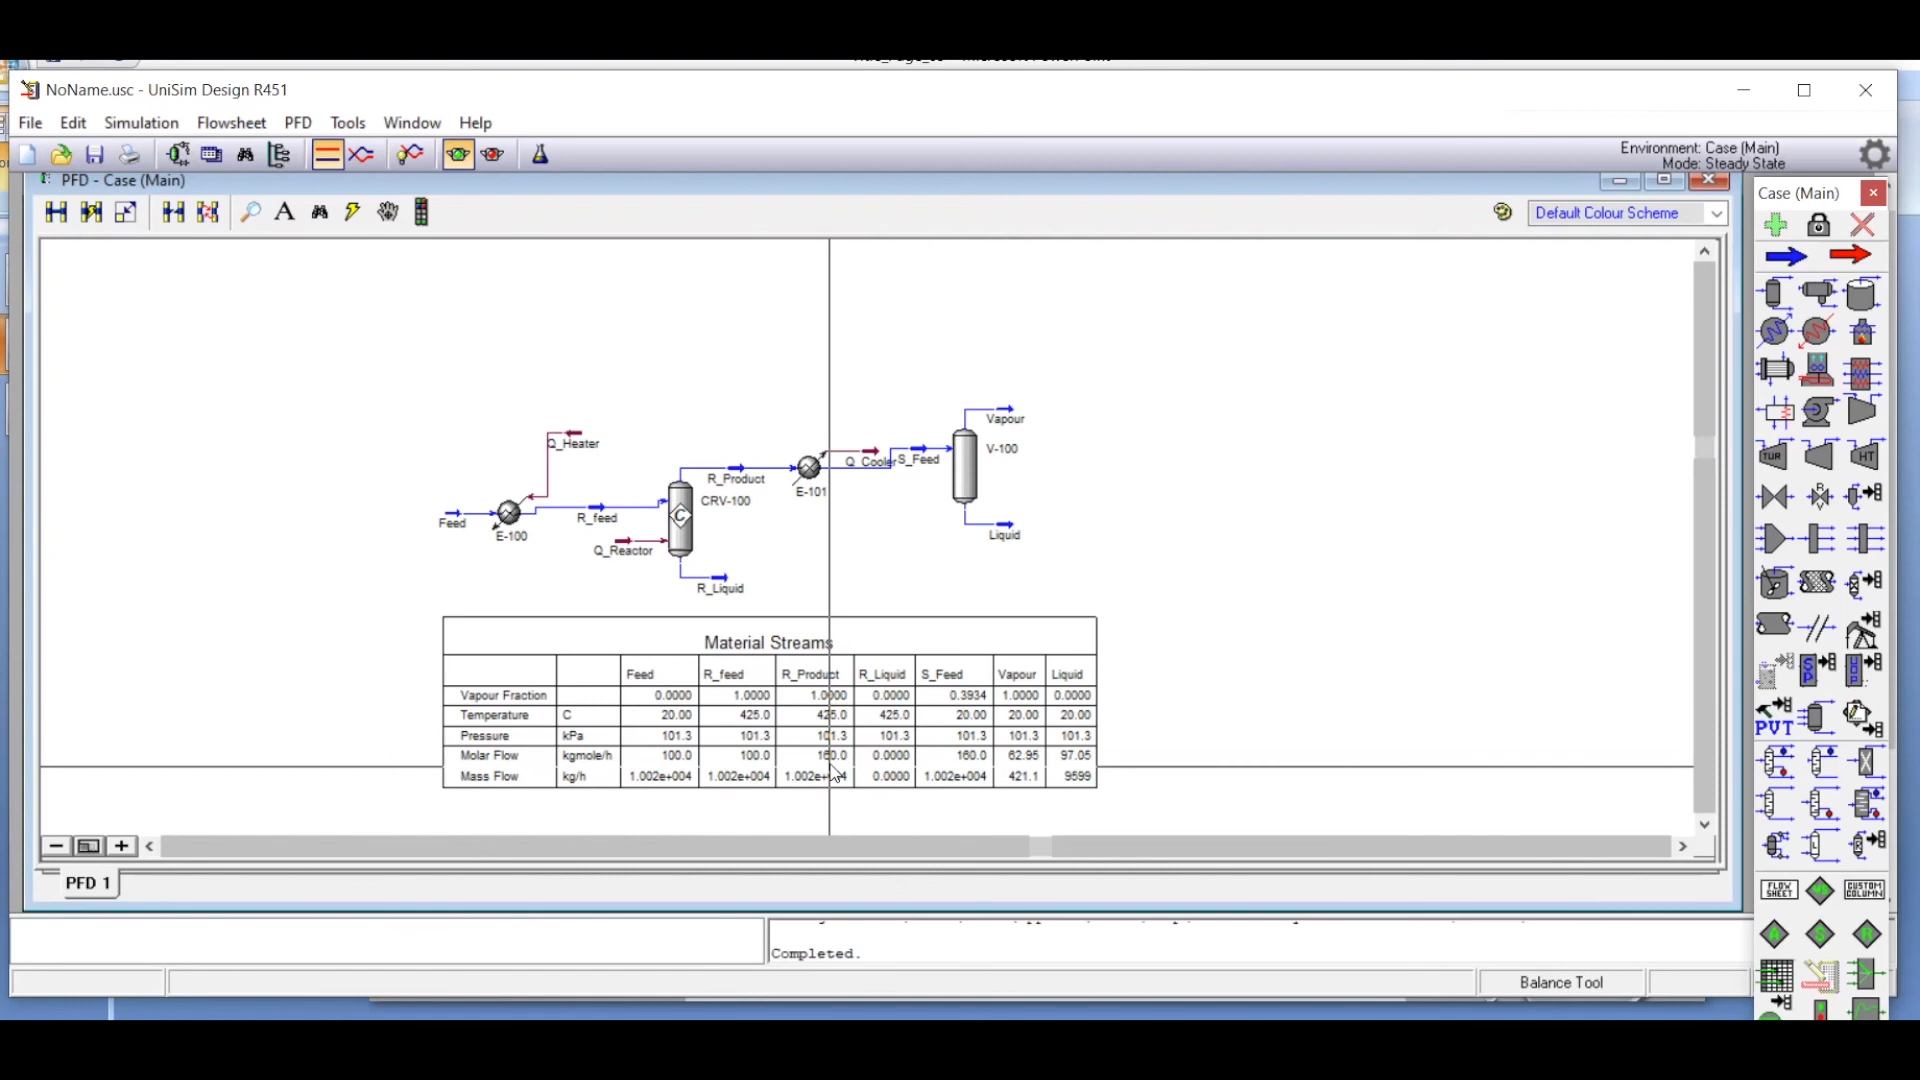 NoName.usc - UniSim Design R451
File Edit Simulation Flowsheet PFD Tools Window Help
Environment: Case (Main)
Mode: Steady State
PFD - Case (Main)
Case (Main)
A
Default Colour Scheme
Vapour
Q_Heater
V-100
Q_Cooler
S_Feed
R_Product
E-101
CRV-100
C
Feed
R_feed
E-100
Q_Reactor
Liquid
R_Liquid
Material Streams
Feed R_feed R_Product R_Liquid S_Feed Vapour Liquid
Vapour Fraction 0.0000 1.0000 1.0000 0.0000 0.3934 1.0000 0.0000
Temperature C 20.00 425.0 425.0 425.0 20.00 20.00 20.00
Pressure kPa 101.3 101.3 101.3 101.3 101.3 101.3 101.3
Molar Flow kgmole/h 100.0 100.0 160.0 0.0000 160.0 62.95 97.05
Mass Flow kg/h 1.002e+004 1.002e+004 1.002e+004 0.0000 1.002e+004 421.1 9599
TUR HT
PVT
FLOW SHEET
CUSTOM COLUMN
PFD 1
Completed.
Balance Tool